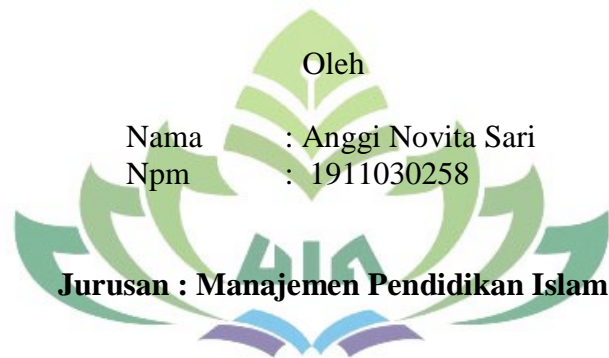 Oleh
Nama : Anggi Novita Sari
Npm : 1911030258
Jurusan : Manajemen Pendidikan Islam